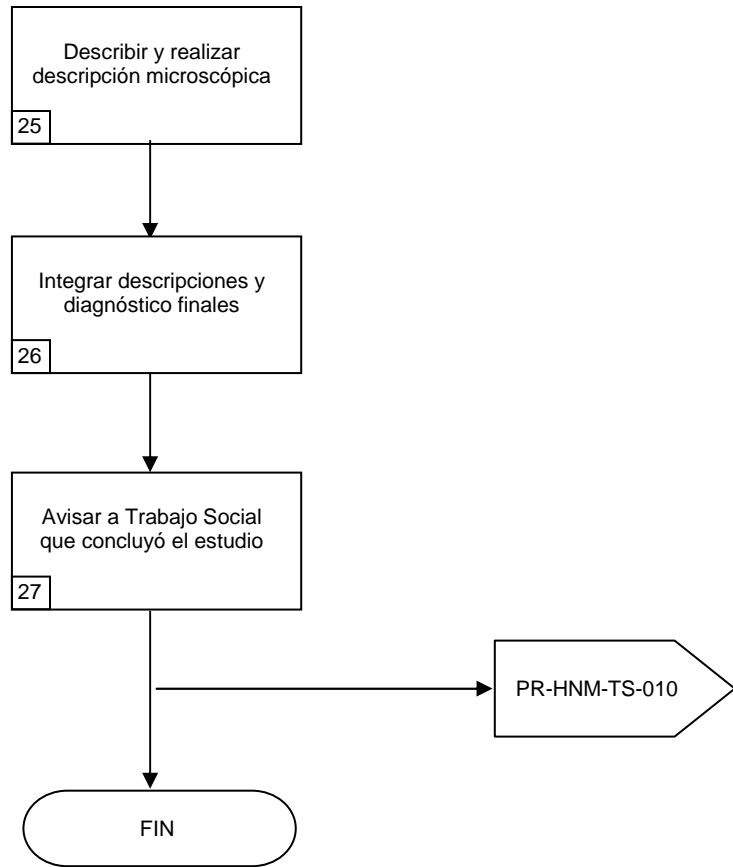 Describir y realizar
descripción microscópica
25
Integrar descripciones y
diagnóstico finales
26
Avisar a Trabajo Social
que concluyó el estudio
27
PR-HNM-TS-010
FIN